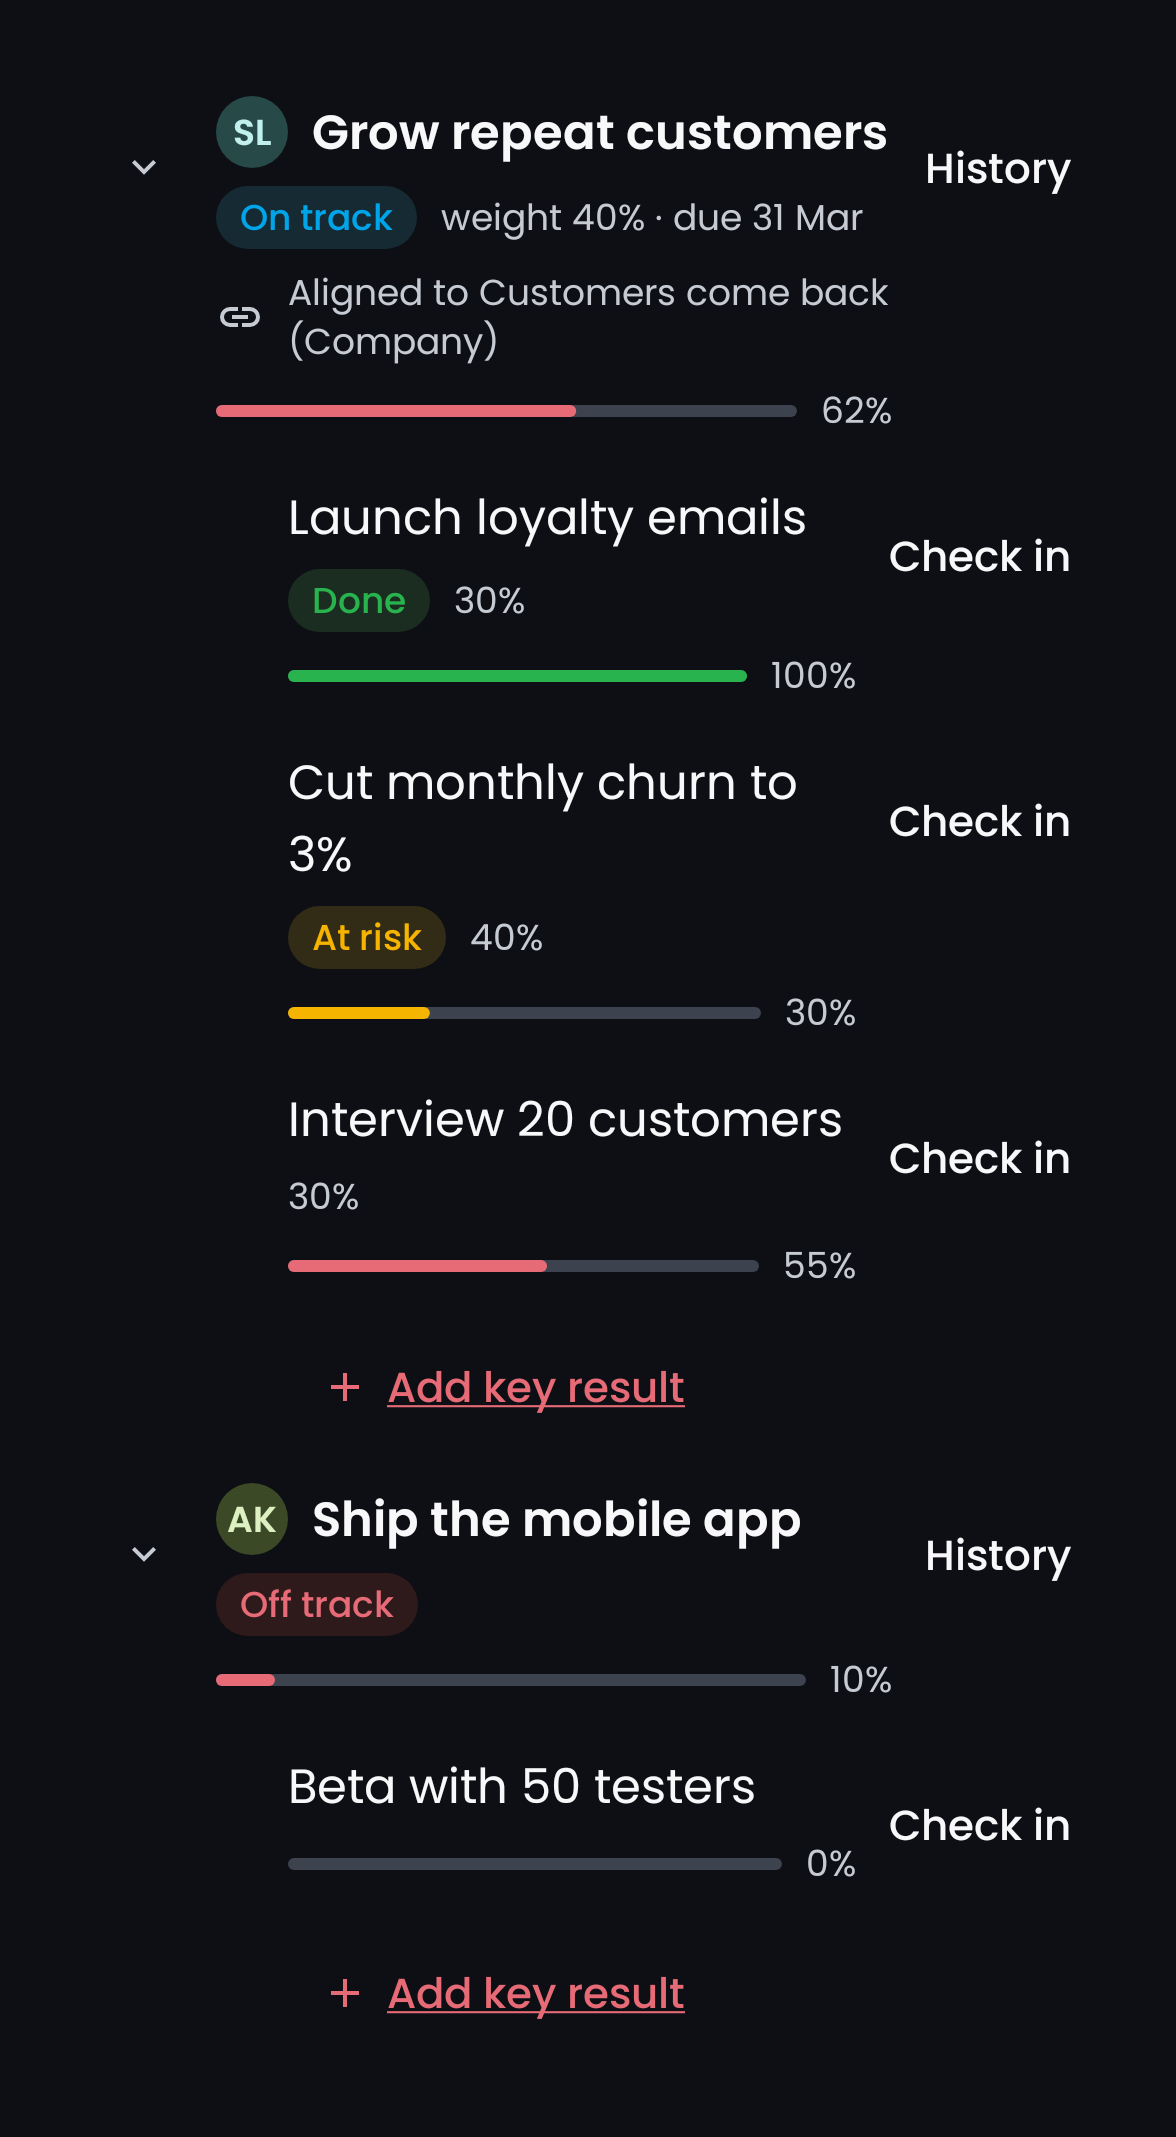 SL Grow repeat customers
History
On track weight 40% · due 31 Mar
Aligned to Customers come back
(Company)
62%
Launch loyalty emails
Check in
Done 30%
100%
Cut monthly churn to
3%
Check in
At risk 40%
30%
Interview 20 customers
Check in
30%
55%
+ Add key result
AK Ship the mobile app
History
Off track
10%
Beta with 50 testers
Check in
0%
+ Add key result